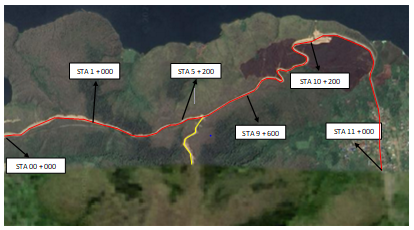 STA 1 + 000
STA 5 + 200
STA 10 + 200
STA 9 + 600
STA 11 + 000
STA 00 + 000